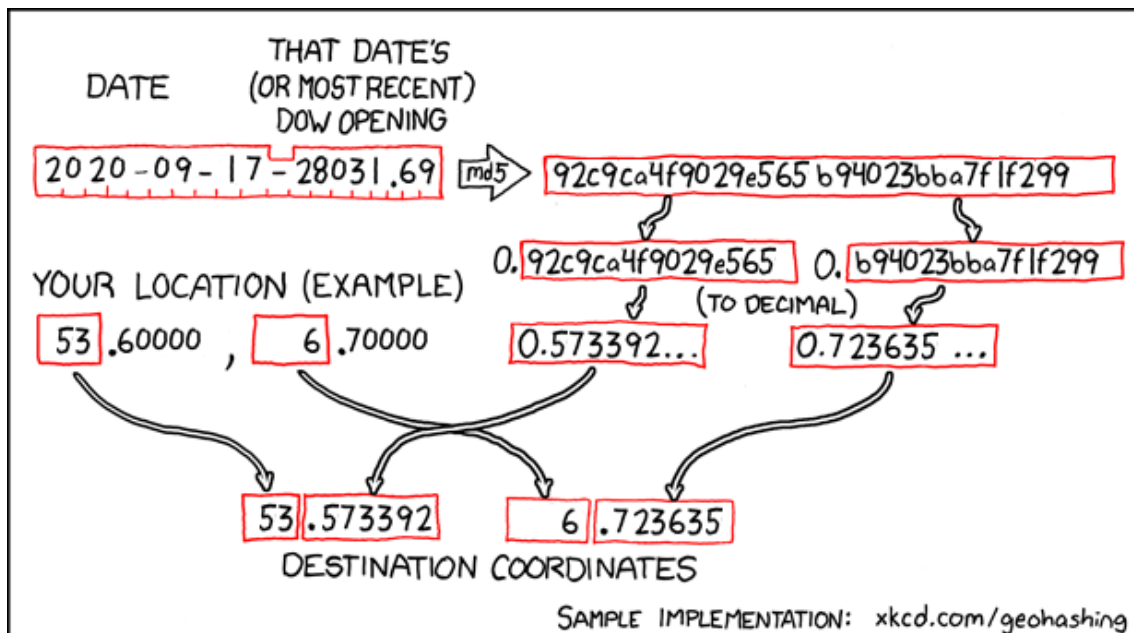 DATE
THAT DATE'S
(OR MOST RECENT)
DOW OPENING
2020-09-17-28031.69
md5
92c9ca4f9029e565b94023bba7f1f299
0.92c9ca4f9029e565
0.b94023bba7f1f299
YOUR LOCATION (EXAMPLE)
(TO DECIMAL)
53.60000, 6.70000
0.573392...
0.723635...
53.573392
6.723635
DESTINATION COORDINATES
SAMPLE IMPLEMENTATION: xkcd.com/geohashing